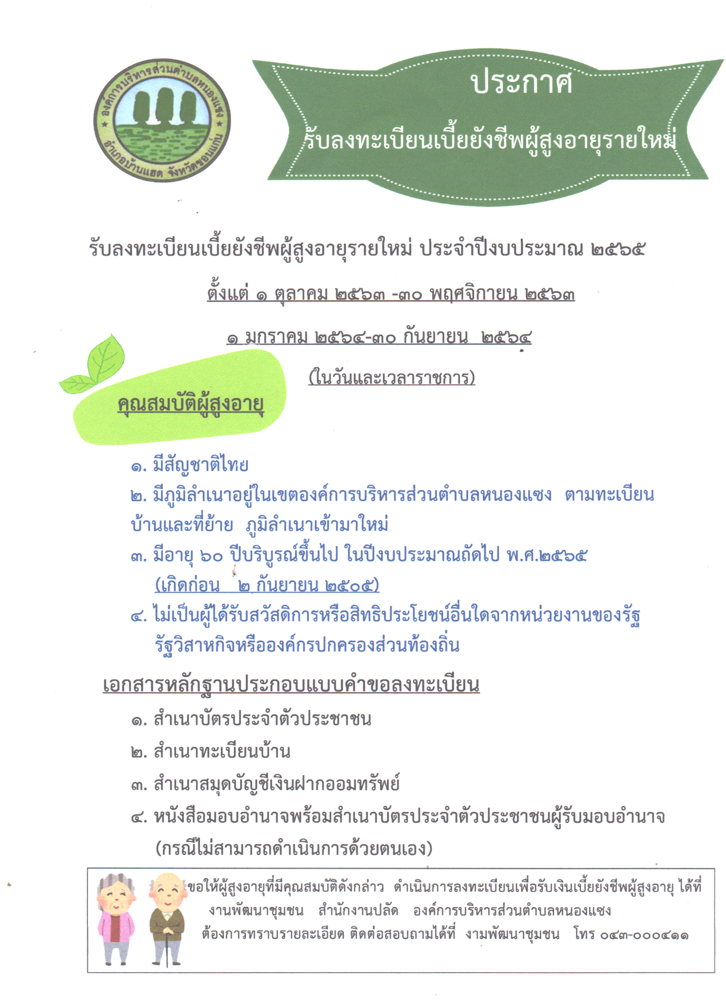 องค์การบริหารส่วนตำบลหนองแซง
อำเภอบ้านแฮด จังหวัดขอนแก่น
ประกาศ
รับลงทะเบียนเบี้ยยังชีพผู้สูงอายุรายใหม่
รับลงทะเบียนเบี้ยยังชีพผู้สูงอายุรายใหม่ ประจำปีงบประมาณ ๒๕๖๕
ตั้งแต่ ๑ ตุลาคม ๒๕๖๓ -๓๐ พฤศจิกายน ๒๕๖๓
๑ มกราคม ๒๕๖๔-๓๐ กันยายน ๒๕๖๔
(ในวันและเวลาราชการ)
คุณสมบัติผู้สูงอายุ
๑. มีสัญชาติไทย
๒. มีภูมิลำเนาอยู่ในเขตองค์การบริหารส่วนตำบลหนองแซง ตามทะเบียน
บ้านและที่ย้าย ภูมิลำเนาเข้ามาใหม่
๓. มีอายุ ๖๐ ปีบริบูรณ์ขึ้นไป ในปีงบประมาณถัดไป พ.ศ.๒๕๖๕
(เกิดก่อน ๒ กันยายน ๒๕๐๕)
๔. ไม่เป็นผู้ได้รับสวัสดิการหรือสิทธิประโยชน์อื่นใดจากหน่วยงานของรัฐ
รัฐวิสาหกิจหรือองค์กรปกครองส่วนท้องถิ่น
เอกสารหลักฐานประกอบแบบคำขอลงทะเบียน
๑. สำเนาบัตรประจำตัวประชาชน
๒. สำเนาทะเบียนบ้าน
๓. สำเนาสมุดบัญชีเงินฝากออมทรัพย์
๔. หนังสือมอบอำนาจพร้อมสำเนาบัตรประจำตัวประชาชนผู้รับมอบอำนาจ
(กรณีไม่สามารถดำเนินการด้วยตนเอง)
ขอให้ผู้สูงอายุที่มีคุณสมบัติดังกล่าว ดำเนินการลงทะเบียนเพื่อรับเงินเบี้ยยังชีพผู้สูงอายุ ได้ที่
งานพัฒนาชุมชน สำนักงานปลัด องค์การบริหารส่วนตำบลหนองแซง
ต้องการทราบรายละเอียด ติดต่อสอบถามได้ที่ งามพัฒนาชุมชน โทร ๐๔๓-๐๐๐๔๑๑